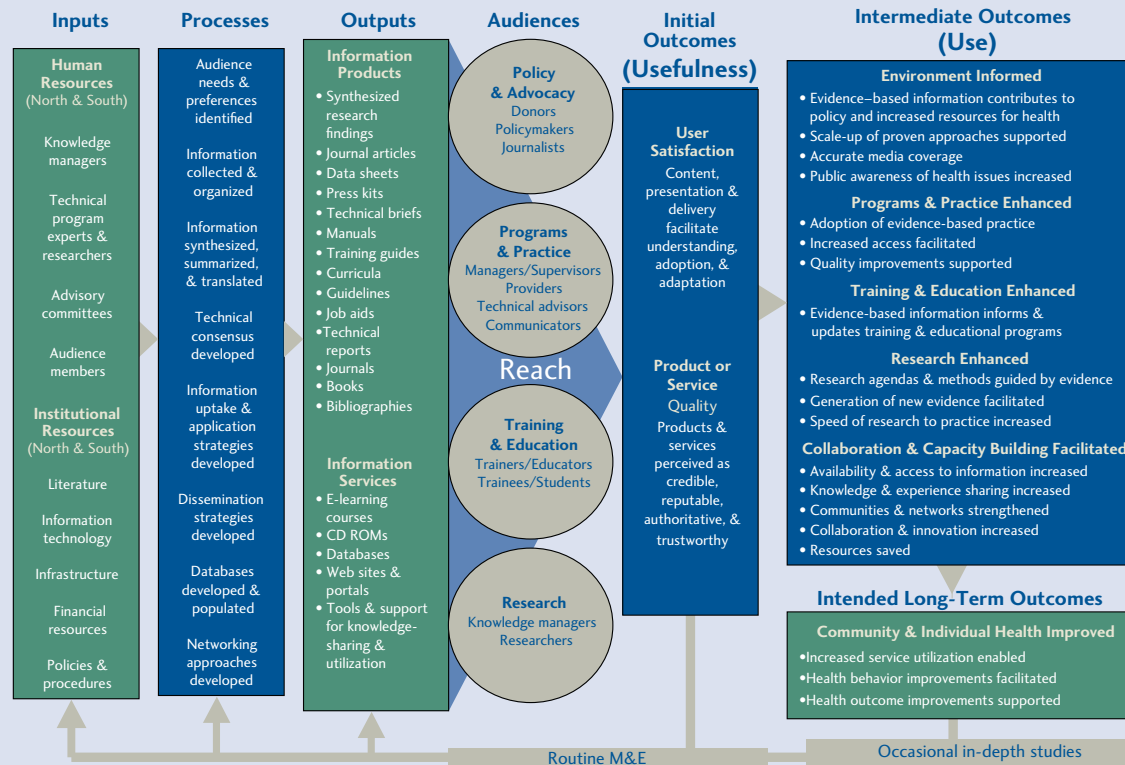 Inputs
Human
Resources
(North & South)
Knowledge
managers
Technical
program
experts &
researchers
Advisory
committees
Audience
members
Institutional
Resources
(North & South)
Literature
Information
technology
Infrastructure
Financial
resources
Policies &
procedures
Processes
Audience
needs &
preferences
identified
Information
collected &
organized
Information
synthesized,
summarized,
& translated
Technical
consensus
developed
Information
uptake &
application
strategies
developed
Dissemination
strategies
developed
Databases
developed &
populated
Networking
approaches
developed
Outputs
Information
Products
• Synthesized
research
findings
• Journal articles
• Data sheets
• Press kits
• Technical briefs
• Manuals
• Training guides
• Curricula
• Guidelines
• Job aids
•Technical
reports
• Journals
• Books
• Bibliographies
Information
Services
• E-learning
courses
• CD ROMs
• Databases
• Web sites &
portals
• Tools & support
for knowledge-
sharing &
utilization
Audiences
Policy
& Advocacy
Donors
Policymakers
Journalists
Programs
& Practice
Managers/Supervisors
Providers
Technical advisors
Communicators
Reach
Training
& Education
Trainers/Educators
Trainees/Students
Research
Knowledge managers
Researchers
Initial
Outcomes
(Usefulness)
User
Satisfaction
Content,
presentation &
delivery
facilitate
understanding,
adoption, &
adaptation
Product or
Service
Quality
Products &
services
perceived as
credible,
reputable,
authoritative, &
trustworthy
Intermediate Outcomes
(Use)
Environment Informed
• Evidence–based information contributes to
policy and increased resources for health
• Scale-up of proven approaches supported
• Accurate media coverage
• Public awareness of health issues increased
Programs & Practice Enhanced
• Adoption of evidence-based practice
• Increased access facilitated
• Quality improvements supported
Training & Education Enhanced
• Evidence-based information informs &
updates training & educational programs
Research Enhanced
• Research agendas & methods guided by evidence
• Generation of new evidence facilitated
• Speed of research to practice increased
Collaboration & Capacity Building Facilitated
• Availability & access to information increased
• Knowledge & experience sharing increased
• Communities & networks strengthened
• Collaboration & innovation increased
• Resources saved
Intended Long-Term Outcomes
Community & Individual Health Improved
•Increased service utilization enabled
•Health behavior improvements facilitated
•Health outcome improvements supported
Routine M&E
Occasional in-depth studies